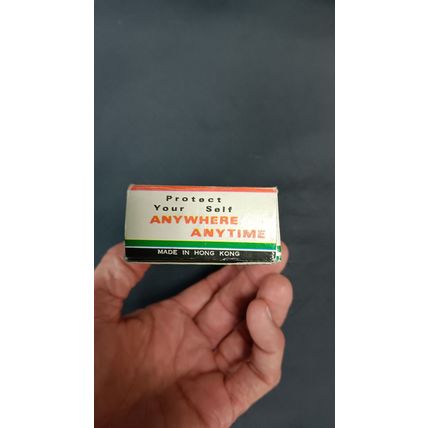 Protect
Your Self
ANYWHERE
ANYTIME
MADE IN HONG KONG